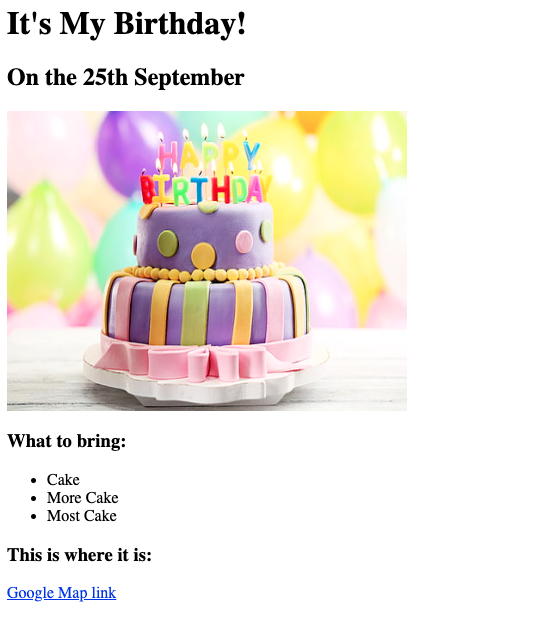 It's My Birthday!
On the 25th September
HAPPY
BIRTHDAY
What to bring:
Cake
More Cake
Most Cake
This is where it is:
Google Map link